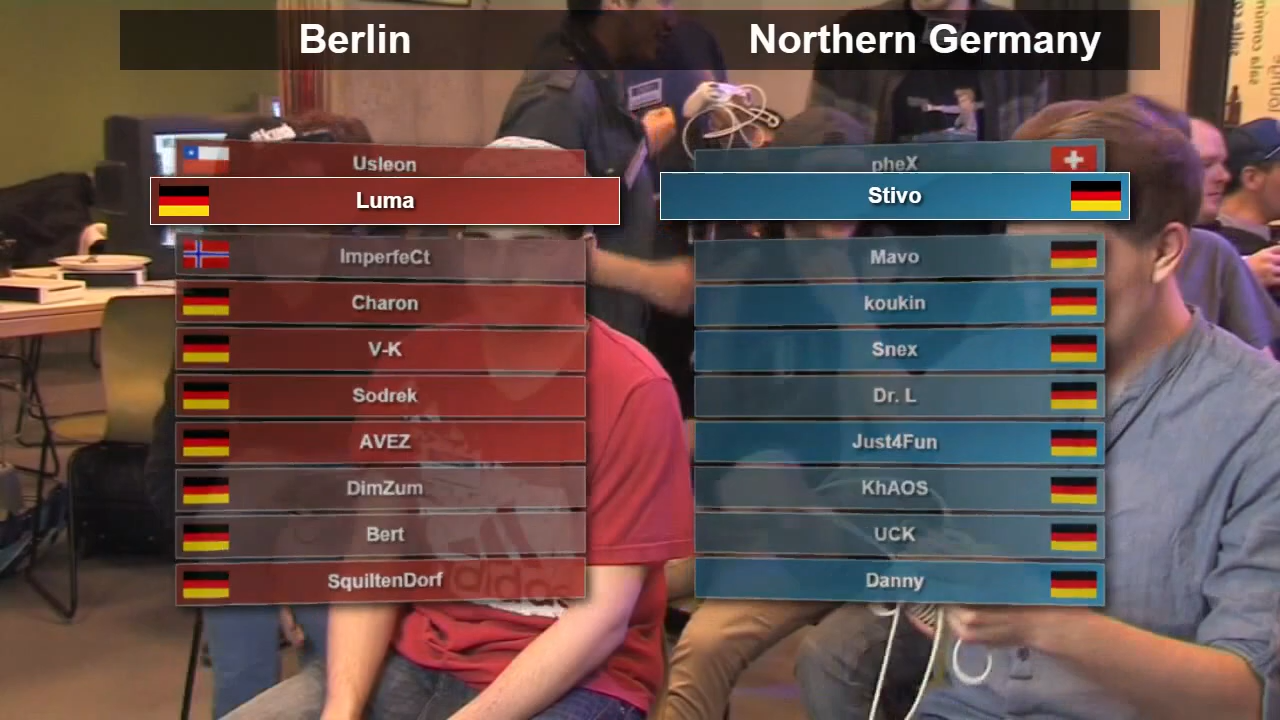 Berlin
Northern Germany
Usleon
pheX
Luma
Stivo
ImperfeCt
Mavo
Charon
koukin
V-K
Snex
Sodrek
Dr. L
AVEZ
Just4Fun
DimZum
KhAOS
Bert
UCK
SquiltenDorf
Danny
adidas